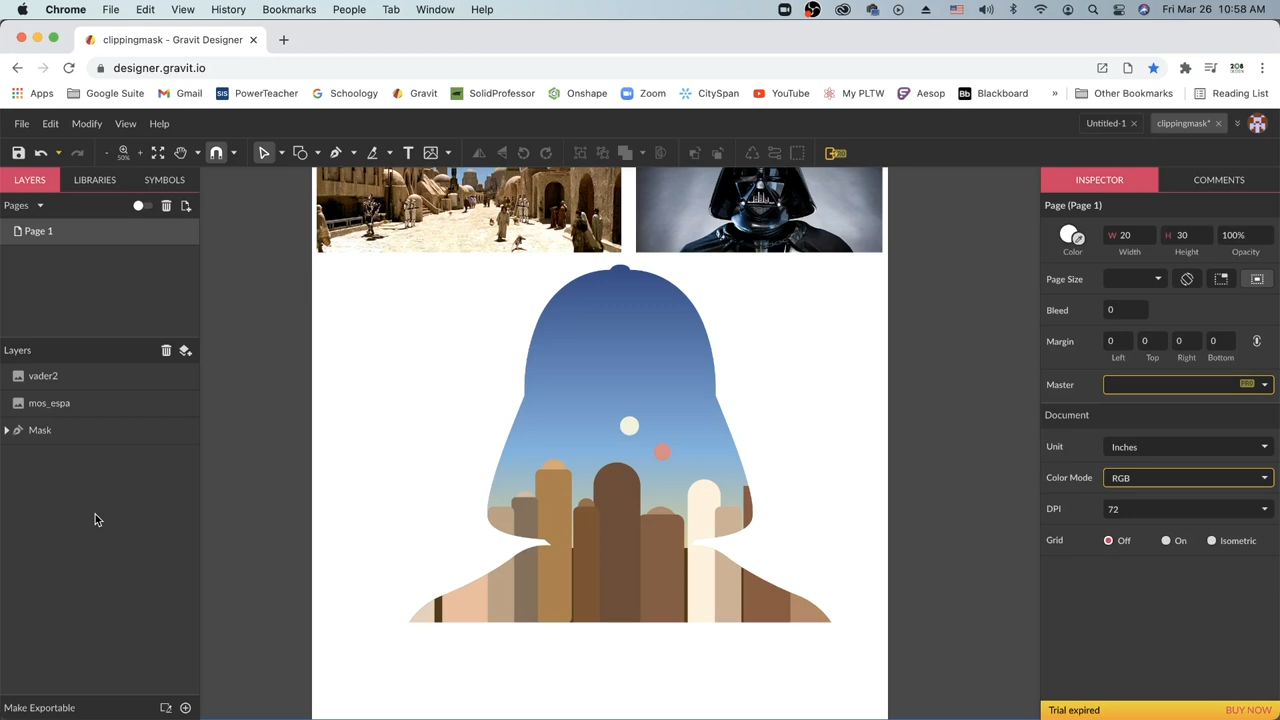 Chrome File Edit View History Bookmarks People Tab Window Help Fri Mar 26 10:58 AM
clippingmask - Gravit Designer
designer.gravit.io
Apps Google Suite Gmail PowerTeacher Schoology Gravit SolidProfessor Onshape Zoom CitySpan YouTube My PLTW Aesop Blackboard » Other Bookmarks Reading List
File Edit Modify View Help Untitled-1 clippingmask*
50%
PRO
LAYERS LIBRARIES SYMBOLS INSPECTOR COMMENTS
Pages
Page 1
Layers
vader2
mos_espa
Mask
Make Exportable
Page (Page 1)
W 20 H 30 100%
Color Width Height Opacity
Page Size
Bleed 0
Margin 0 0 0 0
Left Top Right Bottom
Master PRO
Document
Unit Inches
Color Mode RGB
DPI 72
Grid Off On Isometric
Trial expired BUY NOW